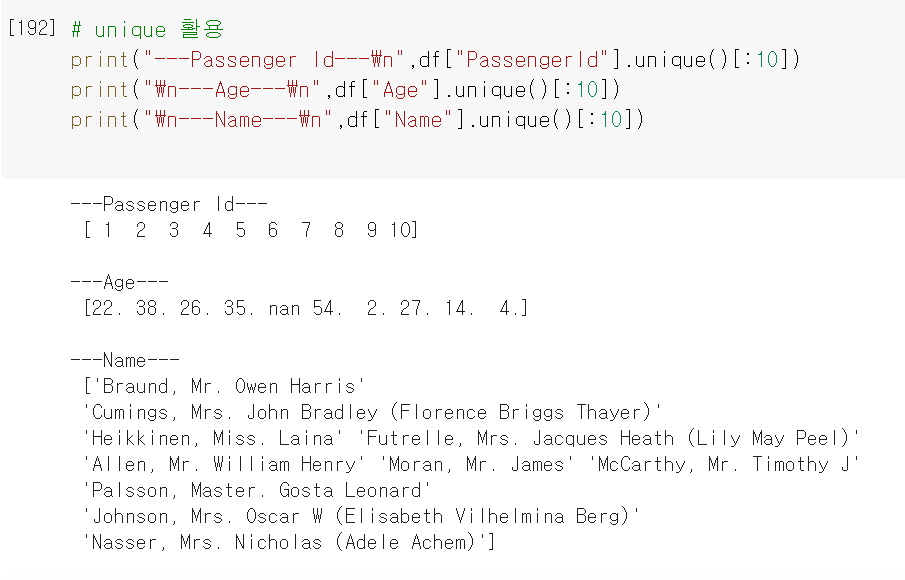 [192] # unique 활용
print("---Passenger Id---₩n",df["PassengerId"].unique()[:10])
print("₩n---Age---₩n",df["Age"].unique()[:10])
print("₩n---Name---₩n",df["Name"].unique()[:10])
---Passenger Id---
[ 1 2 3 4 5 6 7 8 9 10]
---Age---
[22. 38. 26. 35. nan 54. 2. 27. 14. 4.]
---Name---
['Braund, Mr. Owen Harris'
'Cumings, Mrs. John Bradley (Florence Briggs Thayer)'
'Heikkinen, Miss. Laina' 'Futrelle, Mrs. Jacques Heath (Lily May Peel)'
'Allen, Mr. William Henry' 'Moran, Mr. James' 'McCarthy, Mr. Timothy J'
'Palsson, Master. Gosta Leonard'
'Johnson, Mrs. Oscar W (Elisabeth Vilhelmina Berg)'
'Nasser, Mrs. Nicholas (Adele Achem)']